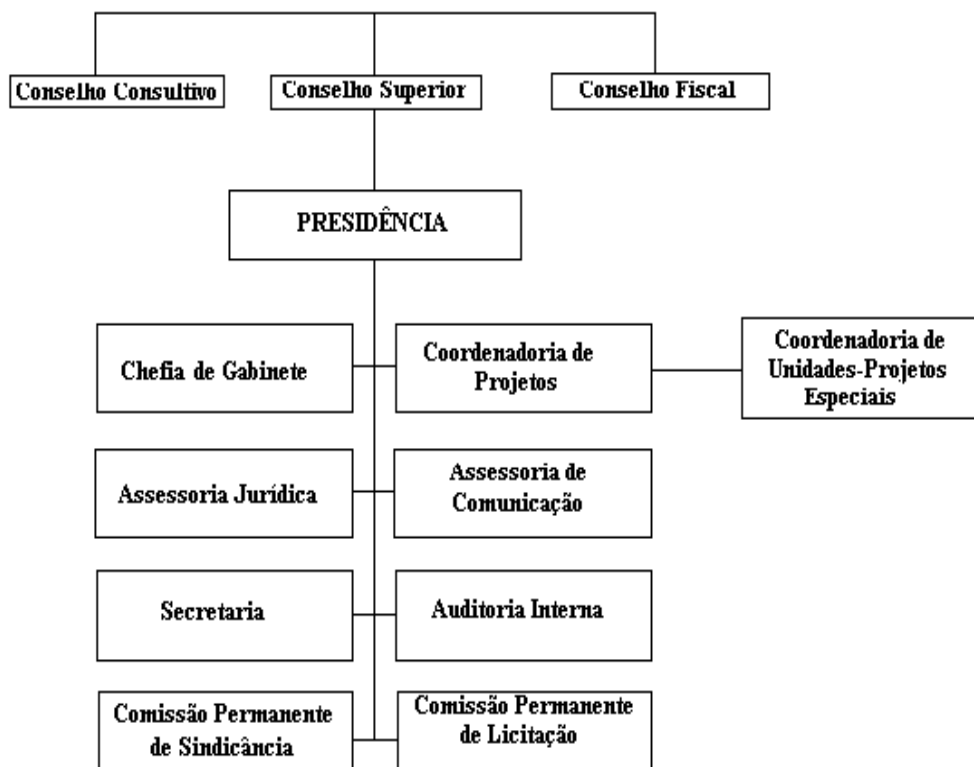 Conselho Consultivo
Conselho Superior
Conselho Fiscal
PRESIDÊNCIA
Chefia de Gabinete
Coordenadoria de
Projetos
Coordenadoria de
Unidades-Projetos
Especiais
Assessoria Jurídica
Assessoria de
Comunicação
Secretaria
Auditoria Interna
Comissão Permanente
de Sindicância
Comissão Permanente
de Licitação